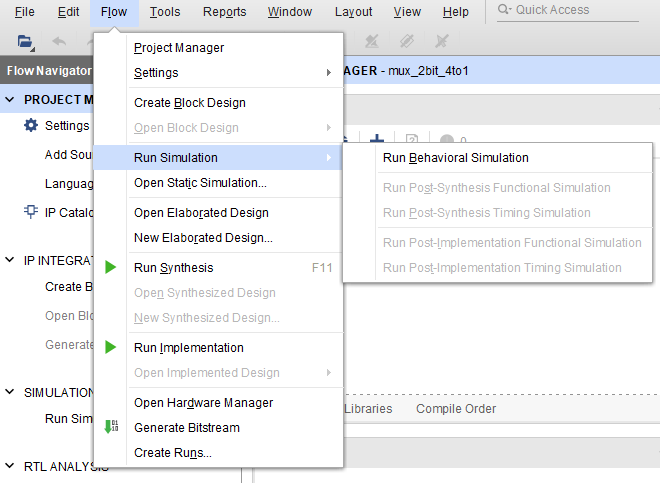 File Edit Flow Tools Reports Window Layout View Help Quick Access
Flow Navigator
AGER - mux_2bit_4to1
PROJECT M
Settings
Add Sou
Langua
IP Catalo
IP INTEGRAT
Create B
Open Blo
Generate
SIMULATION
Run Simu
RTL ANALYSIS
Project Manager
Settings
Create Block Design
Open Block Design
Run Simulation
Open Static Simulation...
Open Elaborated Design
New Elaborated Design...
Run Synthesis F11
Open Synthesized Design
New Synthesized Design...
Run Implementation
Open Implemented Design
Open Hardware Manager
Generate Bitstream
Create Runs...
Run Behavioral Simulation
Run Post-Synthesis Functional Simulation
Run Post-Synthesis Timing Simulation
Run Post-Implementation Functional Simulation
Run Post-Implementation Timing Simulation
Libraries Compile Order